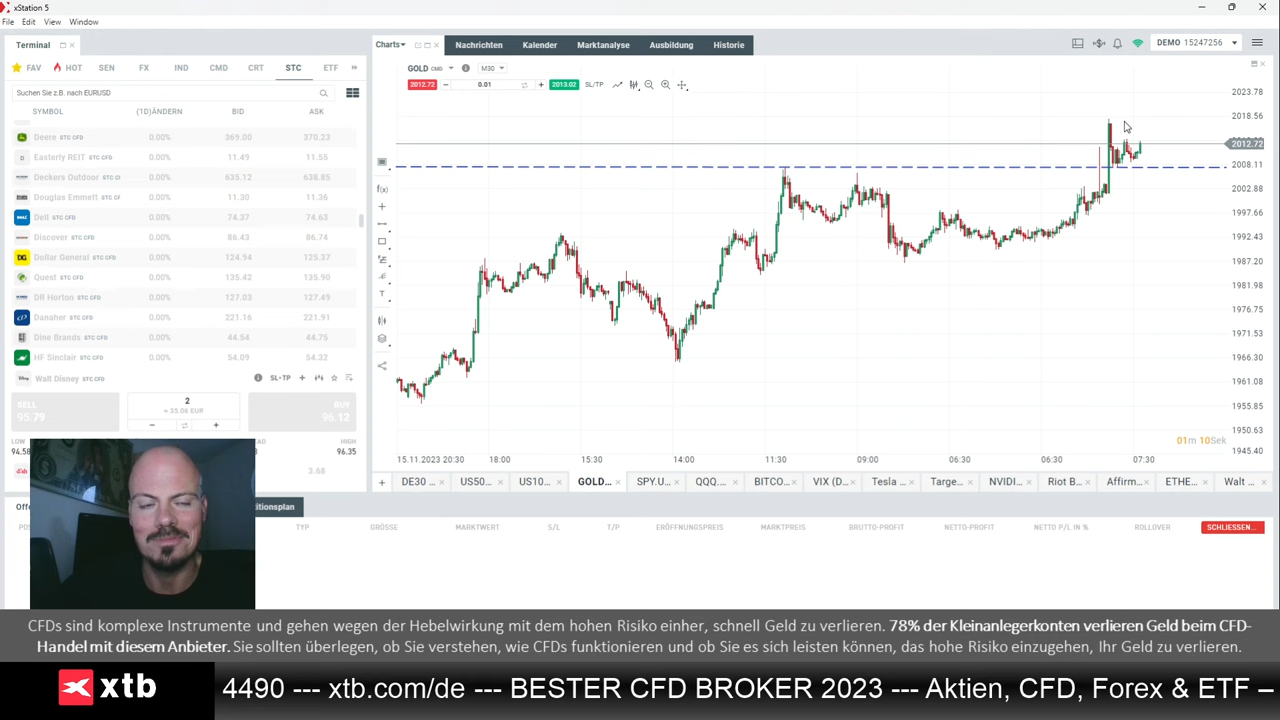 xStation 5
File Edit View Window
Terminal
FAV HOT SEN FX IND CMD CRT STC ETF
Suchen Sie z.B. nach EURUSD
SYMBOL (1D)ÄNDERN BID ASK
Deere STC CFD 0.00% 369.00 370.23
Easterly REIT 0.00% 11.49 11.55
Deckers Outdoor STC CI 0.00% 635.12 638.85
Douglas Emmett STC CF 0.00% 11.30 11.36
Dell STC CFD 0.00% 74.37 74.63
Discover STC CFD 0.00% 86.43 86.74
Dollar General STC CFD 0.00% 124.94 125.37
Quest STC CFD 0.00% 135.42 135.90
DR Horton STC CFD 0.00% 127.03 127.49
Danaher STC CFD 0.00% 221.16 221.91
Dine Brands STC CFD 0.00% 44.54 44.75
HF Sinclair STC CFD 0.00% 54.09 54.32
Walt Disney STC CFD SL+TP
SELL 2 BUY
95.79 ≈ 35.06 EUR 96.12
LOW HIGH
96.35
3.68
Charts Nachrichten Kalender Marktanalyse Ausbildung Historie
DEMO 15247256
GOLD CMD M30
2012.72 0.01 2013.02 SL/TP
2023.78
2018.56
2012.72
2008.11
2002.88
1997.66
1992.43
1987.20
1981.98
1976.75
1971.53
1966.30
1961.08
1955.85
1950.63
1945.40
01m 10Sek
15.11.2023 20:30 18:00 15:30 14:00 11:30 09:00 06:30 06:30 07:30
DE30 ... US50... US10... GOLD... SPY.U... QQQ.... BITCO... VIX (D... Tesla ... Targe... NVIDI... Riot B... Affirm... ETHE... Walt ...
TYP GRÖSSE MARKTWERT S/L T/P ERÖFFNUNGSPREIS MARKTPREIS BRUTTO-PROFIT NETTO-PROFIT NETTO P/L IN % ROLLOVER SCHLIESSEN...
CFDs sind komplexe Instrumente und gehen wegen der Hebelwirkung mit dem hohen Risiko einher, schnell Geld zu verlieren. 78% der Kleinanlegerkonten verlieren Geld beim CFD-
Handel mit diesem Anbieter. Sie sollten überlegen, ob Sie verstehen, wie CFDs funktionieren und ob Sie es sich leisten können, das hohe Risiko einzugehen, Ihr Geld zu verlieren.
xtb 4490 --- xtb.com/de --- BESTER CFD BROKER 2023 --- Aktien, CFD, Forex & ETF –